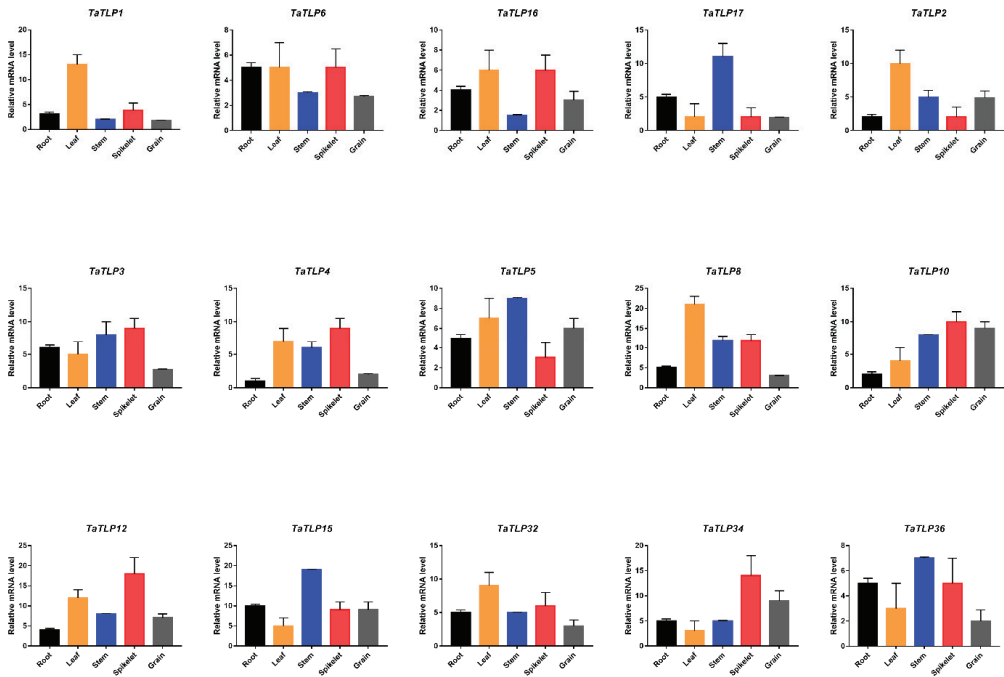 TaTLP1
TaTLP6
TaTLP16
TaTLP17
TaTLP2
Relative mRNA level
20
15
10
5
0
Root
Leaf
Stem
Spikelet
Grain
Relative mRNA level
8
6
4
2
0
Root
Leaf
Stem
Spikelet
Grain
Relative mRNA level
10
8
6
4
2
0
Root
Leaf
Stem
Spikelet
Grain
Relative mRNA level
15
10
5
0
Root
Leaf
Stem
Spikelet
Grain
Relative mRNA level
15
10
5
0
Root
Leaf
Stem
Spikelet
Grain
TaTLP3
TaTLP4
TaTLP5
TaTLP8
TaTLP10
Relative mRNA level
15
10
5
0
Root
Leaf
Stem
Spikelet
Grain
Relative mRNA level
15
10
5
0
Root
Leaf
Stem
Spikelet
Grain
Relative mRNA level
10
8
6
4
2
0
Root
Leaf
Stem
Spikelet
Grain
Relative mRNA level
25
20
15
10
5
0
Root
Leaf
Stem
Spikelet
Grain
Relative mRNA level
15
10
5
0
Root
Leaf
Stem
Spikelet
Grain
TaTLP12
TaTLP15
TaTLP32
TaTLP34
TaTLP36
Relative mRNA level
25
20
15
10
5
0
Root
Leaf
Stem
Spikelet
Grain
Relative mRNA level
25
20
15
10
5
0
Root
Leaf
Stem
Spikelet
Grain
Relative mRNA level
15
10
5
0
Root
Leaf
Stem
Spikelet
Grain
Relative mRNA level
20
15
10
5
0
Root
Leaf
Stem
Spikelet
Grain
Relative mRNA level
8
6
4
2
0
Root
Leaf
Stem
Spikelet
Grain